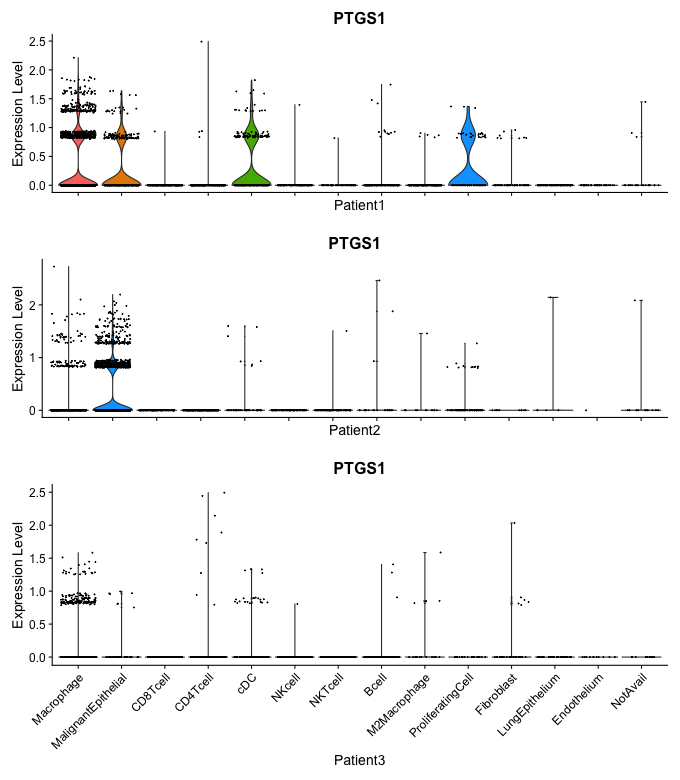 PTGS1
Expression Level
2.5
2.0
1.5
1.0
0.5
0.0
Patient1
PTGS1
Expression Level
2
1
0
Patient2
PTGS1
Expression Level
2.5
2.0
1.5
1.0
0.5
0.0
Macrophage
MalignantEpithelial
CD8Tcell
CD4Tcell
cDC
NKcell
NKTcell
Bcell
M2Macrophage
ProliferatingCell
Fibroblast
LungEpithelium
Endothelium
NotAvail
Patient3